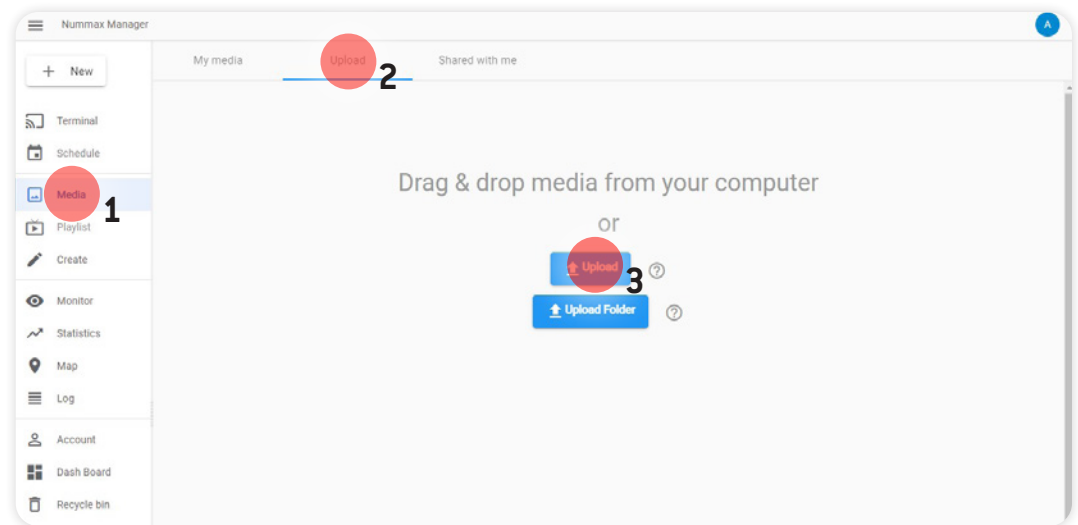 Nummax Manager
A
+ New
My media
Upload
2
Shared with me
Terminal
Schedule
Media
1
Playlist
Create
Monitor
Statistics
Map
Log
Account
Dash Board
Recycle bin
Drag & drop media from your computer
or
Upload
3
?
Upload Folder
?